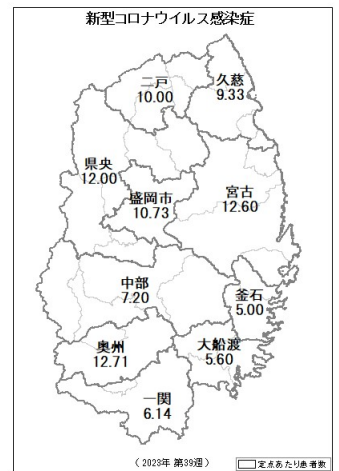 新型コロナウイルス感染症
二戸
10.00
久慈
9.33
県央
12.00
盛岡市
10.73
宮古
12.60
中部
7.20
釜石
5.00
奥州
12.71
大船渡
5.60
一関
6.14
（2023年 第39週）
定点あたり患者数